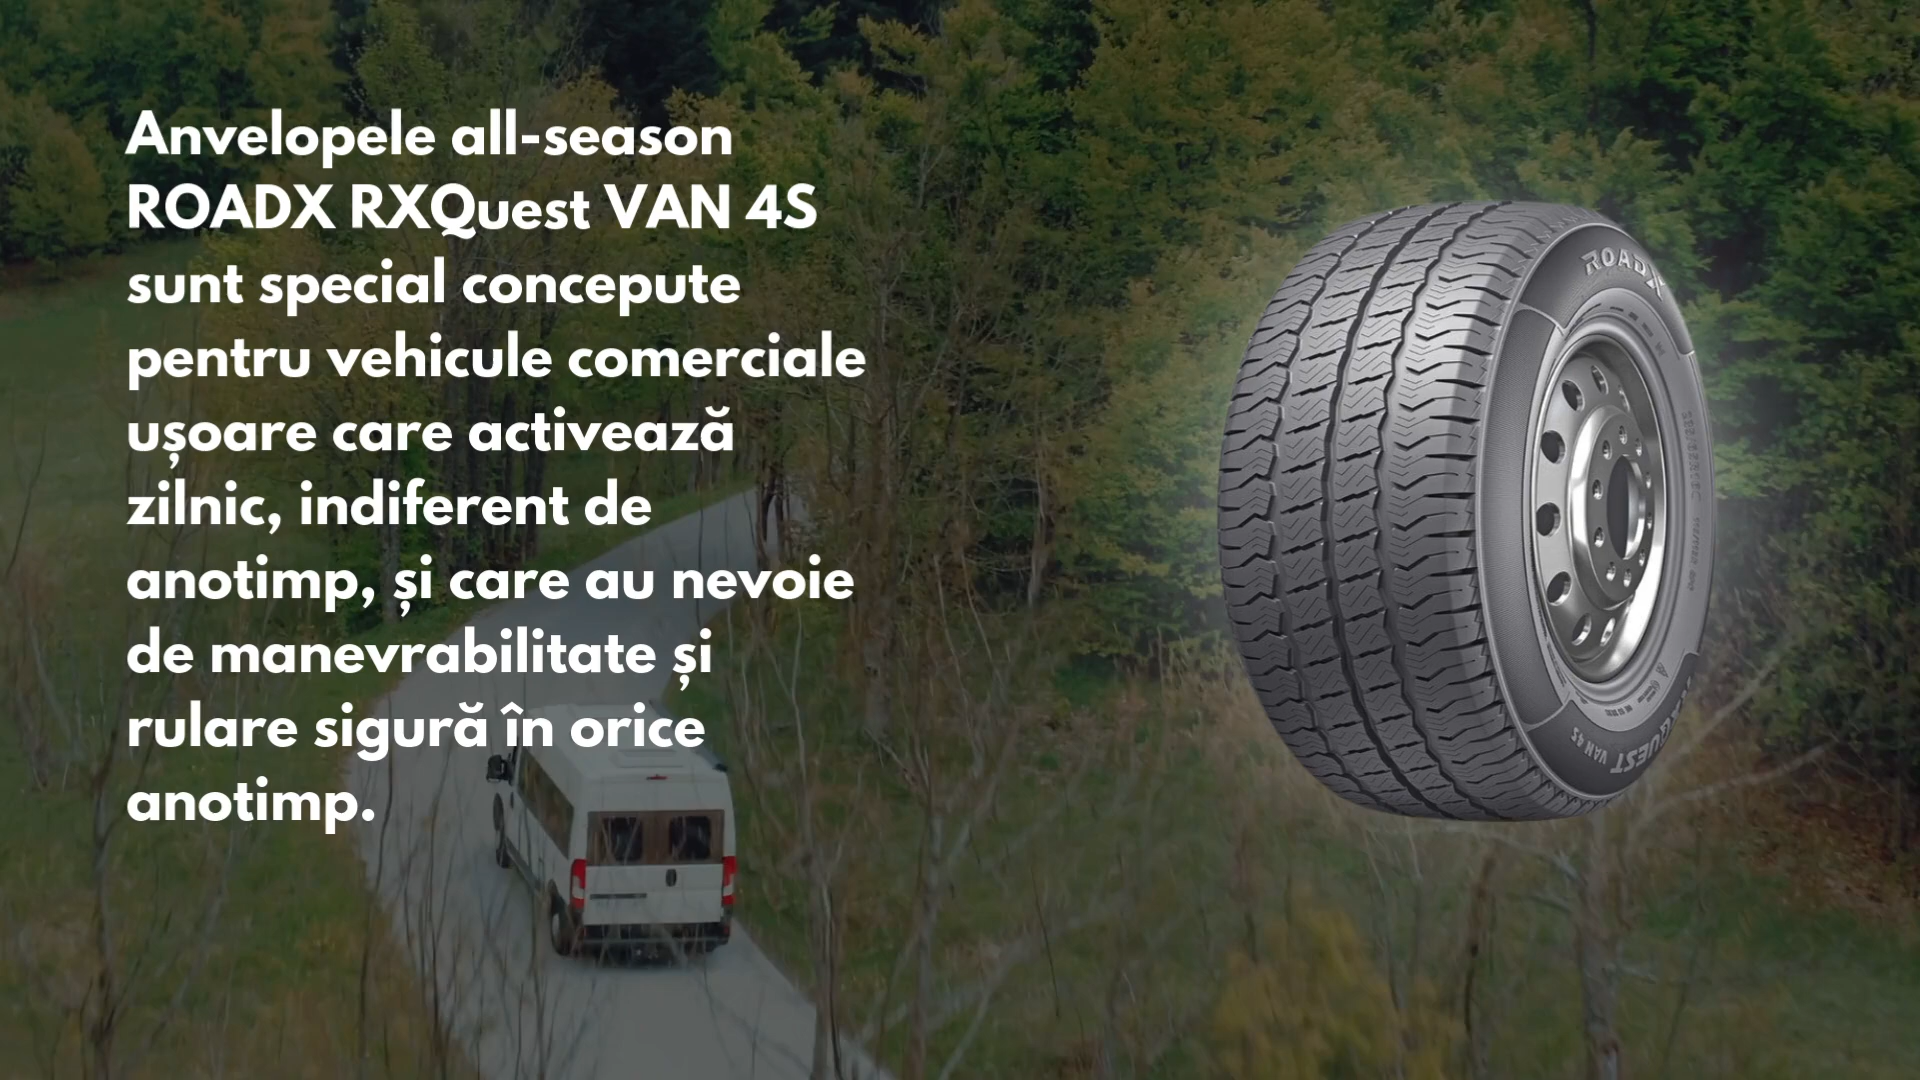 Anvelopele all-season
ROADX RXQuest VAN 4S
sunt special concepute
pentru vehicule comerciale
ușoare care activează
zilnic, indiferent de
anotimp, și care au nevoie
de manevrabilitate și
rulare sigură în orice
anotimp.
ROADX
VAN 4S